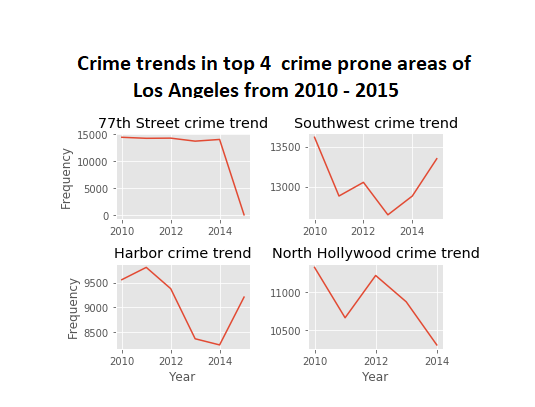 Crime trends in top 4  crime prone areas of
Los Angeles from 2010 - 2015
77th Street crime trend
Southwest crime trend
Frequency
15000
10000
5000
0
2010
2012
2014
13500
13000
2010
2012
2014
Harbor crime trend
North Hollywood crime trend
Frequency
9500
9000
8500
2010
2012
2014
Year
11000
10500
2010
2012
2014
Year